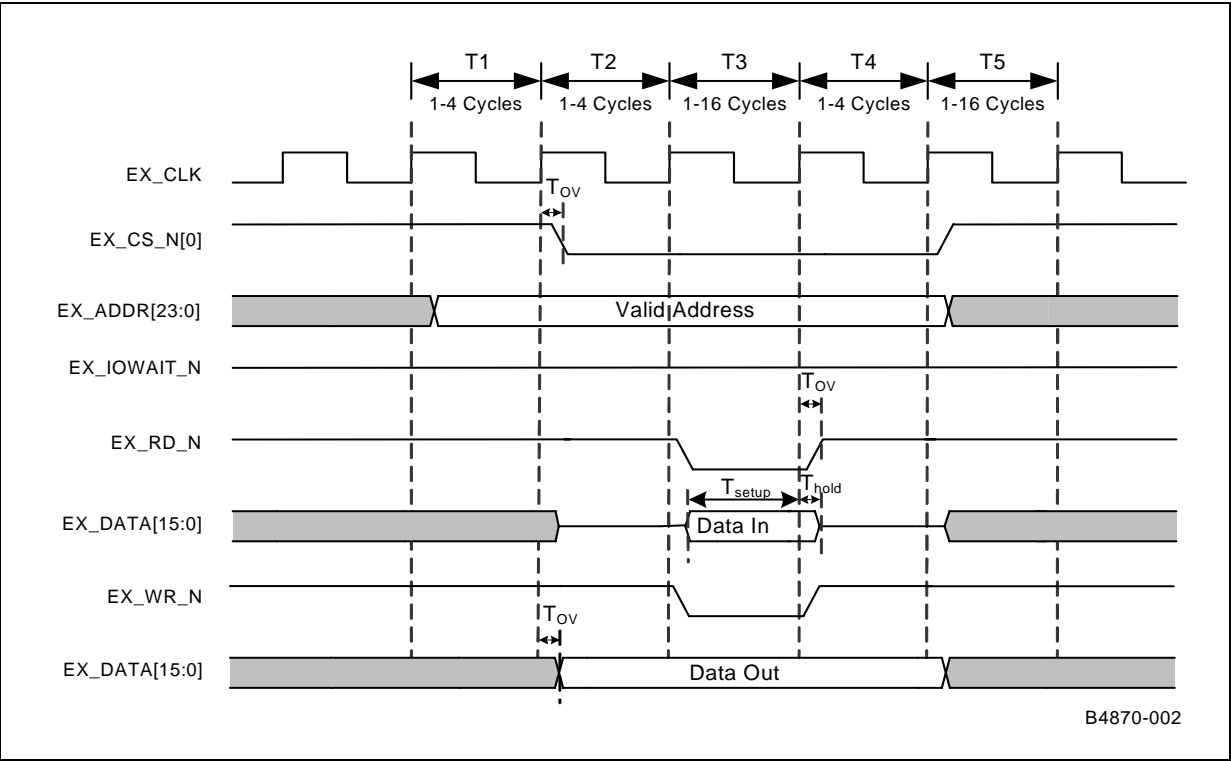 T1 T2 T3 T4 T5
1-4 Cycles 1-4 Cycles 1-16 Cycles 1-4 Cycles 1-16 Cycles
EX_CLK
TOV
EX_CS_N[0]
EX_ADDR[23:0] Valid Address
EX_IOWAIT_N
TOV
EX_RD_N
Tsetup Thold
EX_DATA[15:0] Data In
EX_WR_N
TOV
EX_DATA[15:0] Data Out
B4870-002